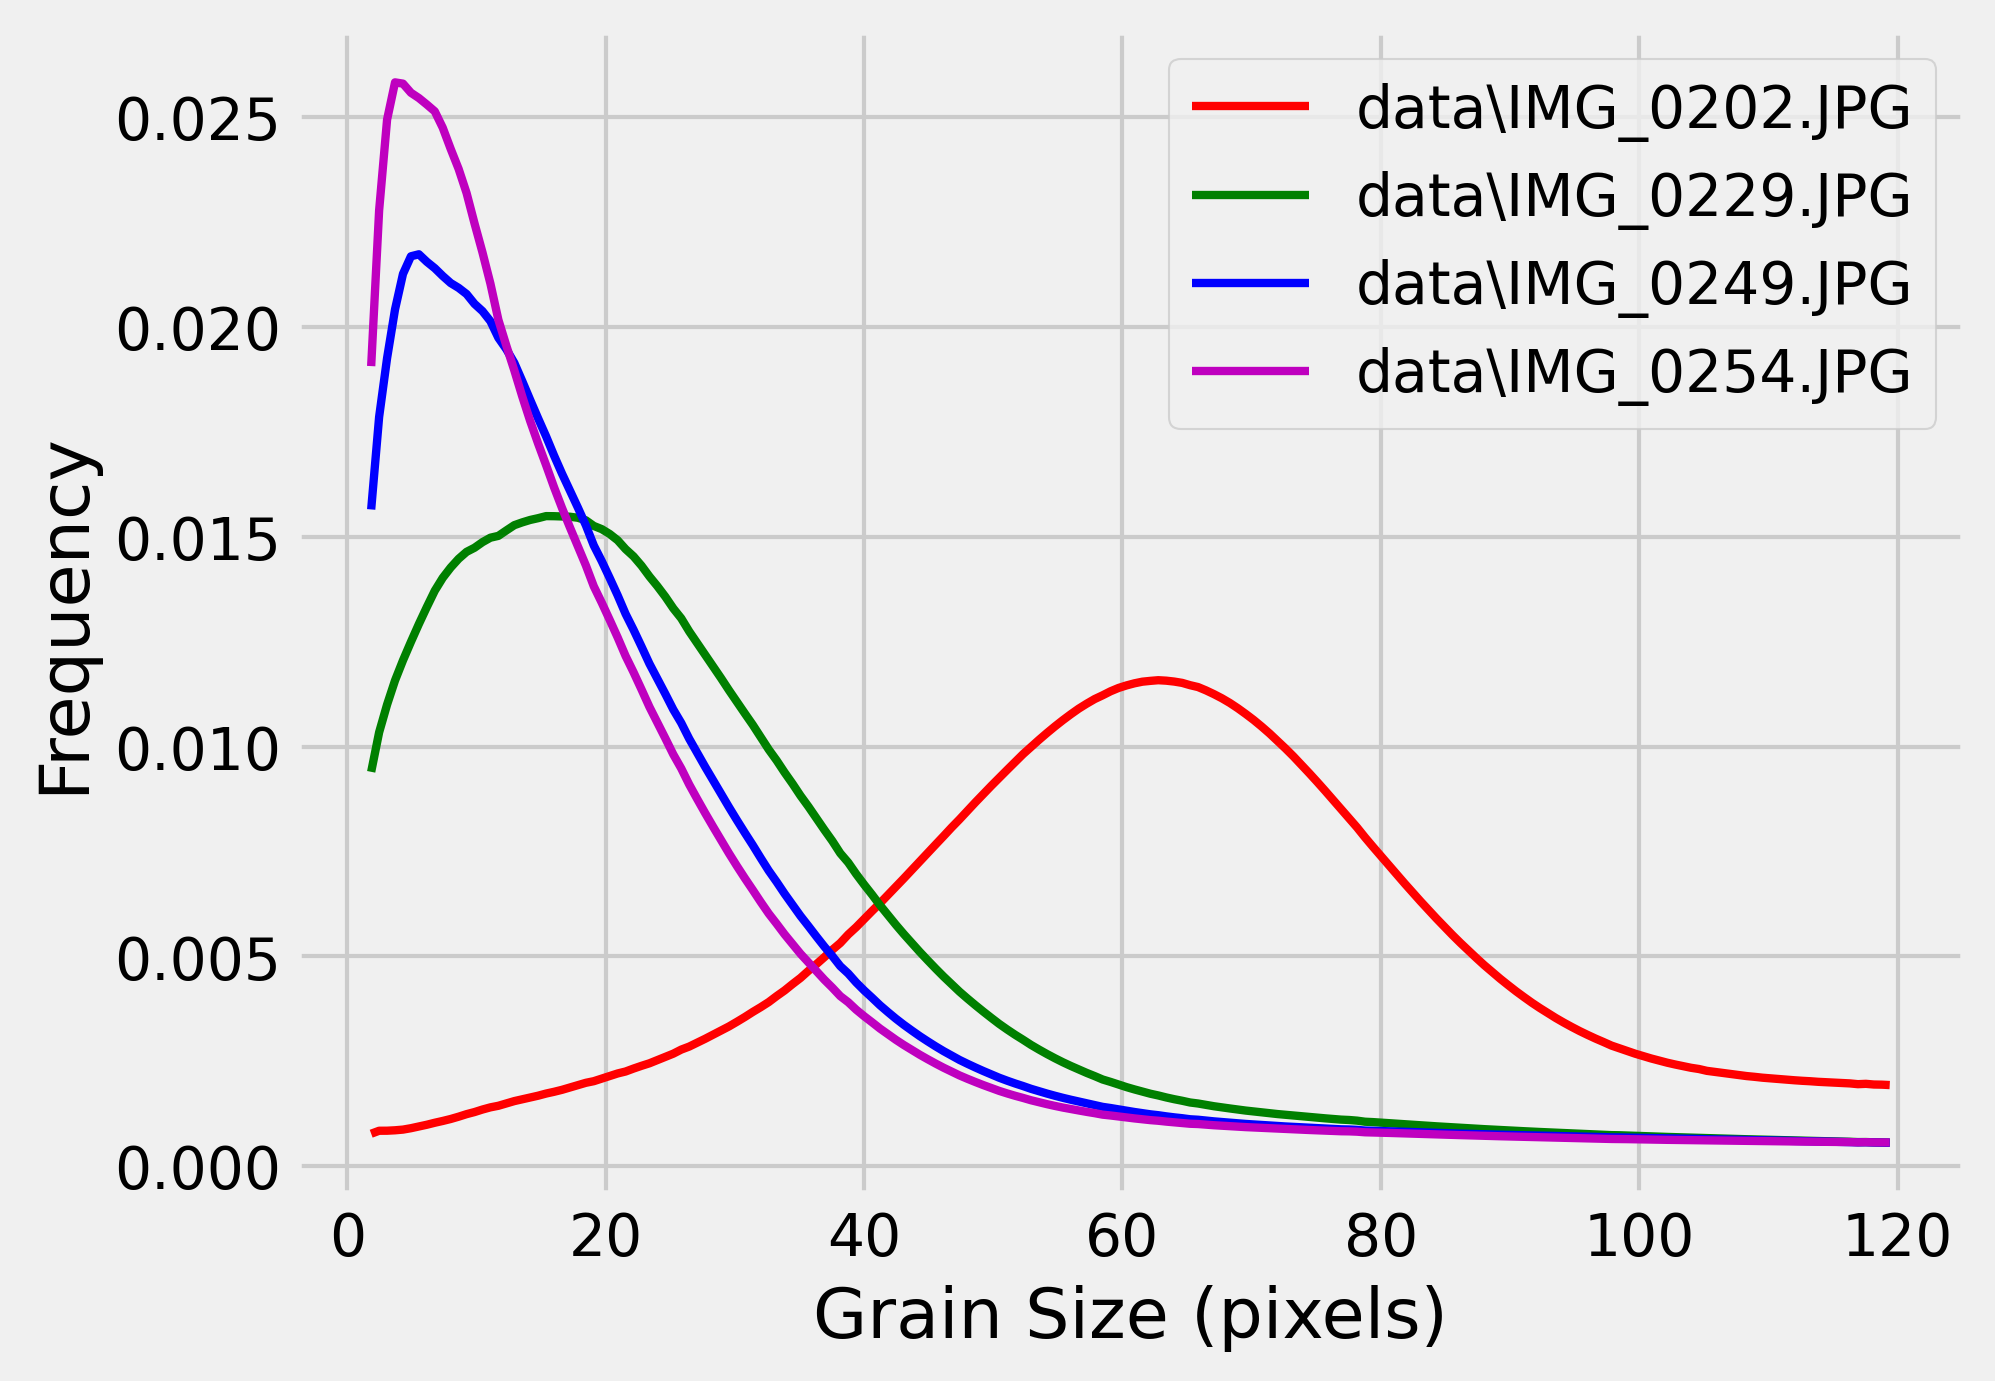 data\IMG_0202.JPG
data\IMG_0229.JPG
data\IMG_0249.JPG
data\IMG_0254.JPG
0.025
0.020
0.015
0.010
0.005
0.000
Frequency
0 20 40 60 80 100 120
Grain Size (pixels)